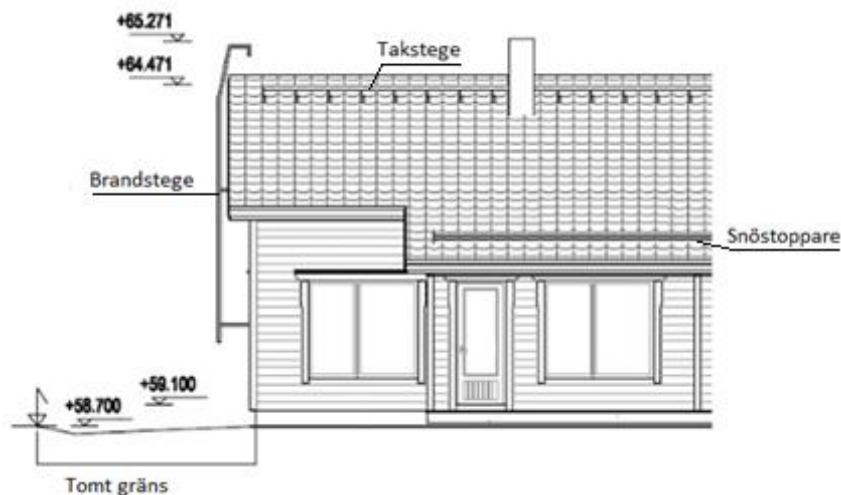 +65.271
Takstege
+64.471
Brandstege
Snöstoppare
+59.100
+58.700
Tomt gräns